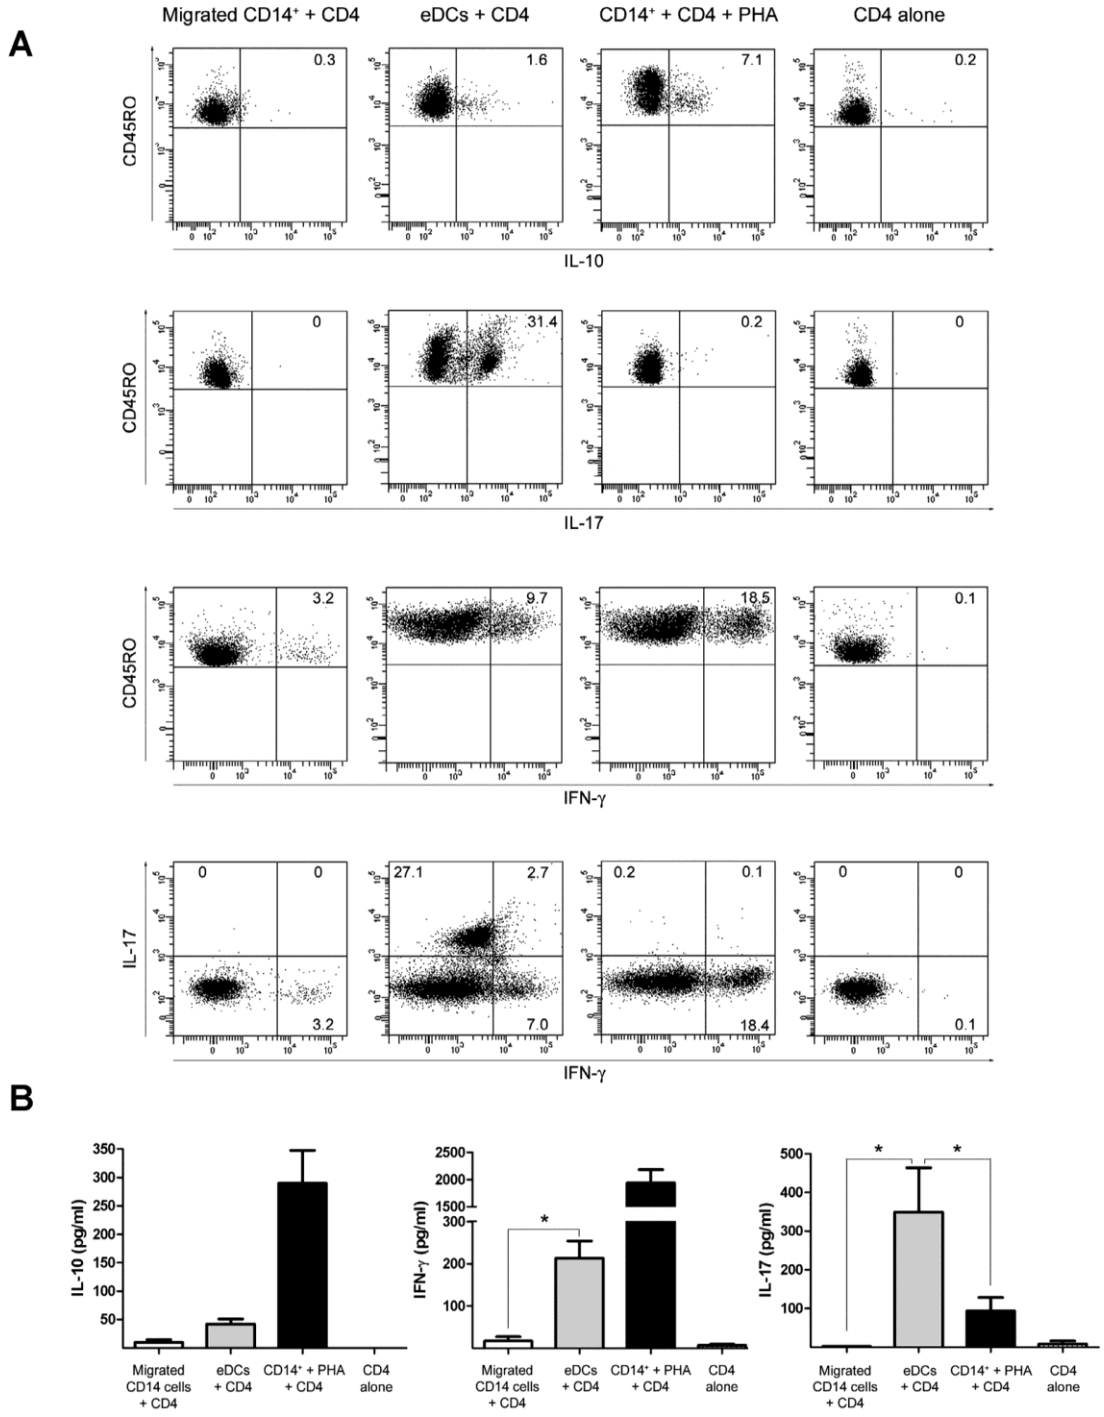 Migrated CD14+ + CD4 eDCs + CD4 CD14+ + CD4 + PHA CD4 alone
A
CD45RO
0.3 1.6 7.1 0.2
IL-10
CD45RO
0 31.4 0.2 0
IL-17
CD45RO
3.2 9.7 18.5 0.1
IFN-γ
IL-17
0 0 27.1 2.7 0.2 0.1 0 0
3.2 7.0 18.4 0.1
IFN-γ
B
IL-10 (pg/ml)
350
300
250
200
150
100
50
Migrated CD14 cells + CD4
eDCs + CD4
CD14+ + PHA + CD4
CD4 alone
IFN-γ (pg/ml)
2500
2000
1500
300
200
100
*
Migrated CD14 cells + CD4
eDCs + CD4
CD14+ + PHA + CD4
CD4 alone
IL-17 (pg/ml)
500
400
300
200
100
* *
Migrated CD14 cells + CD4
eDCs + CD4
CD14+ + PHA + CD4
CD4 alone